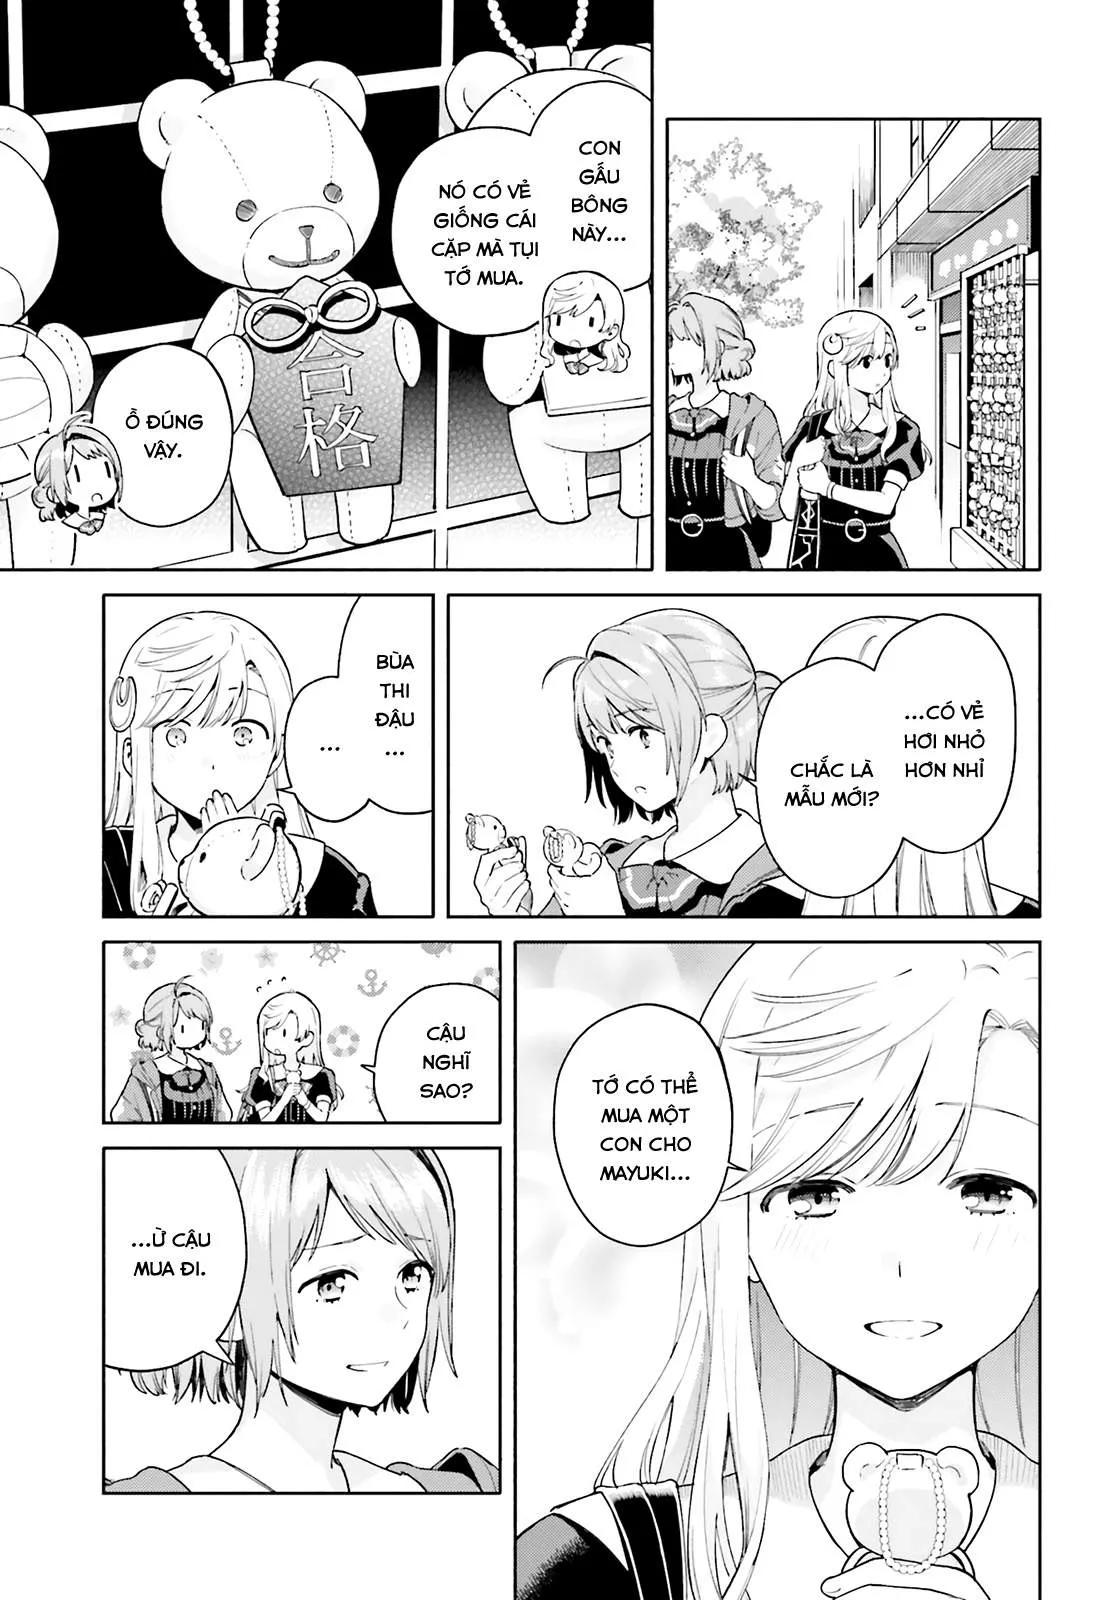 CON
GẤU
BÔNG
NÀY...
NÓ CÓ VẺ
GIỐNG CÁI
CẶP MÀ TỤI
TỚ MUA.
合
格
Ồ ĐÚNG
VẬY.
...CÓ VẺ
HƠI NHỎ
HƠN NHỈ
CHẮC LÀ
MẪU MỚI?
BÙA
THI
ĐẬU
... ...
TỚ CÓ THỂ
MUA MỘT
CON CHO
MAYUKI...
CẬU
NGHĨ
SAO?
...Ừ CẬU
MUA ĐI.